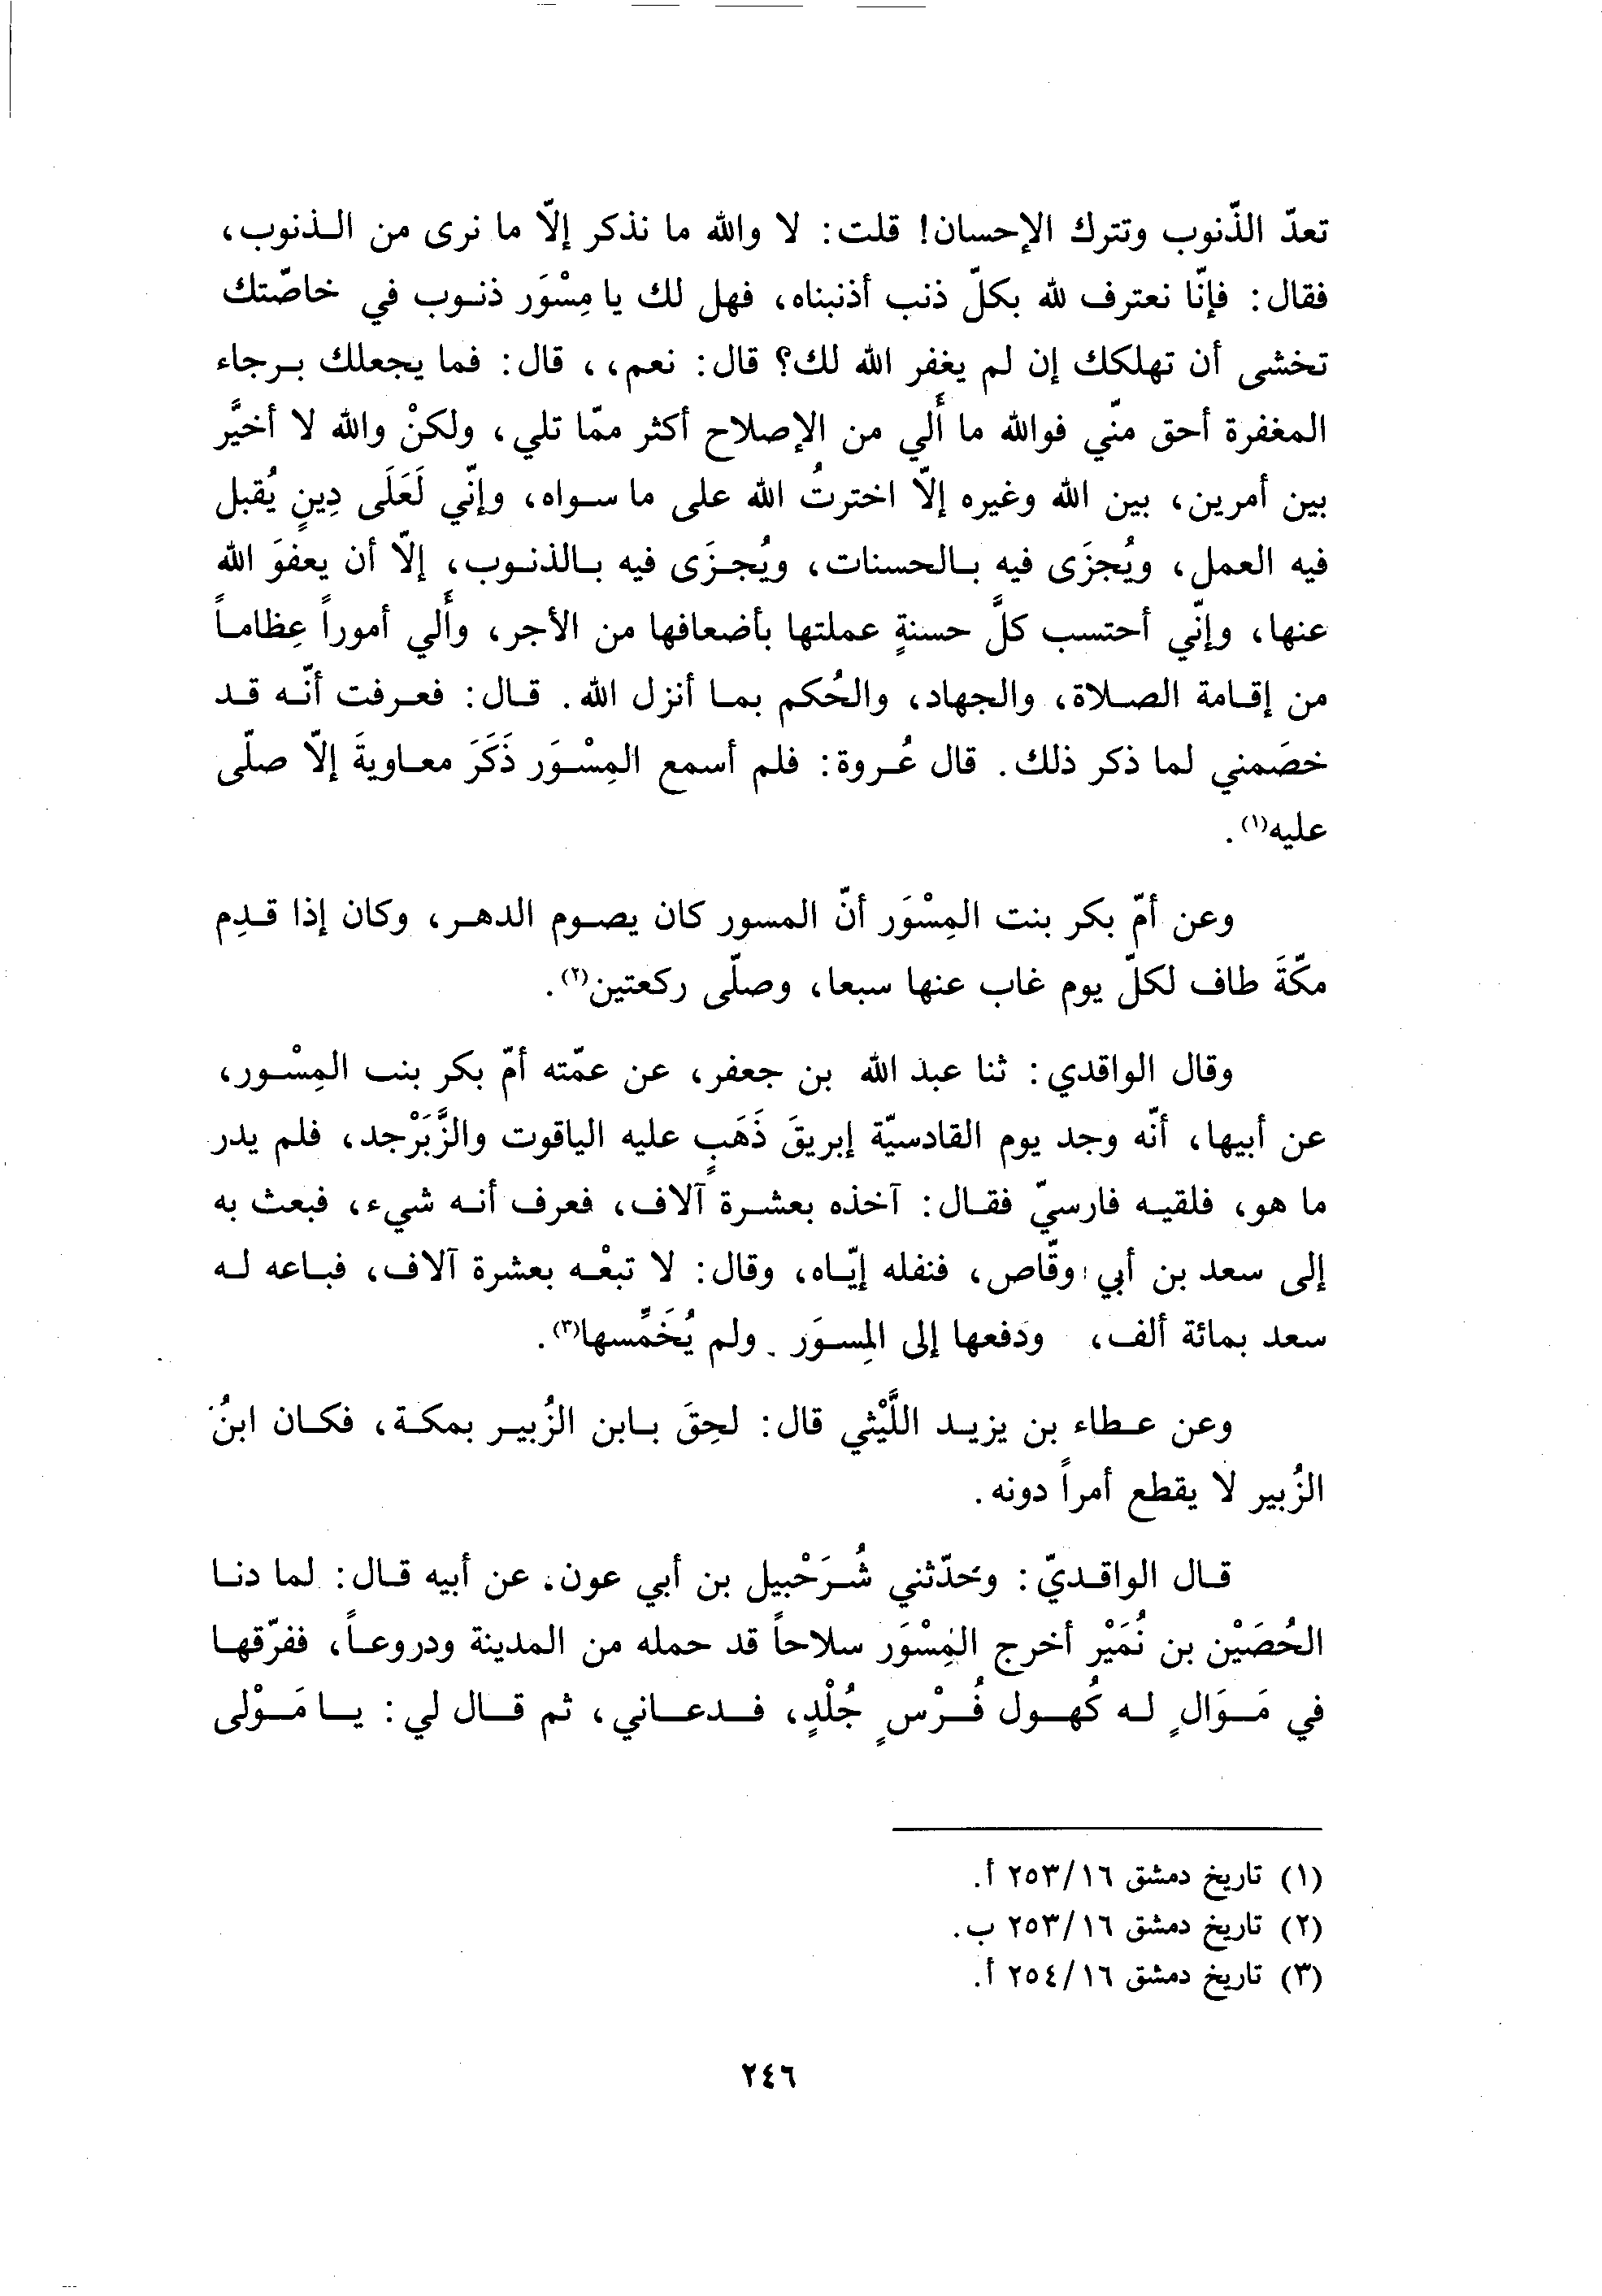 تعدّ الذّنوب وتترك الإحسان! قلت: لا والله ما نذكر إلّا ما نرى من الذنوب،
فقال: فإنّا نعترف لله بكلّ ذنب أذنبناه، فهل لك يا مِسْوَر ذنوب في خاصّتك
تخشى أن تهلكك إن لم يغفر الله لك؟ قال: نعم،، قال: فما يجعلك برجاء
المغفرة أحق منّي فوالله ما أَلي من الإصلاح أكثر ممّا تلي، ولكنْ والله لا أخيَّر
بين أمرين، بين الله وغيره إلّا اخترتُ الله على ما سواه، وإنّي لَعَلَى دِينٍ يُقبل
فيه العمل، ويُجزَى فيه بالحسنات، ويُجزَى فيه بالذنوب، إلّا أن يعفوَ الله
عنها، وإنّي أحتسب كلَّ حسنةٍ عملتها بأضعافها من الأجر، وأَلي أموراً عِظاماً
من إقامة الصلاة، والجهاد، والحُكم بما أنزل الله. قال: فعرفت أنّه قد
خصَمني لما ذكر ذلك. قال عُروة: فلم أسمع المِسْوَر ذَكَرَ معاويةَ إلّا صلّى
عليه(١).
وعن أمّ بكر بنت المِسْوَر أنّ المسور كان يصوم الدهر، وكان إذا قدِم
مكّةَ طاف لكلّ يوم غاب عنها سبعا، وصلّى ركعتين(٢).
وقال الواقدي: ثنا عبد الله بن جعفر، عن عمّته أمّ بكر بنت المِسْور،
عن أبيها، أنّه وجد يوم القادسيّة إبريقَ ذَهَبٍ عليه الياقوت والزَّبَرْجد، فلم يدر
ما هو، فلقيه فارسيّ فقال: آخذه بعشرة آلاف، فعرف أنه شيء، فبعث به
إلى سعد بن أبي وقّاص، فنفله إيّاه، وقال: لا تبعْه بعشرة آلاف، فباعه له
سعد بمائة ألف، ودفعها إلى المِسوَر. ولم يُخَمِّسها(٣).
وعن عطاء بن يزيد اللَّيْثي قال: لحِقَ بابن الزُبير بمكة، فكان ابنُ
الزُبير لا يقطع أمراً دونه.
قال الواقديّ: وحدّثني شُرَحْبيل بن أبي عون، عن أبيه قال: لما دنا
الحُصَيْن بن نُمَيْر أخرج المِسْوَر سلاحاً قد حمله من المدينة ودروعاً، ففرّقها
في مَوَالٍ له كُهول فُرْسٍ جُلْدٍ، فدعاني، ثم قال لي: يا مَوْلى
(١) تاريخ دمشق ٢٥٣/١٦ أ.
(٢) تاريخ دمشق ٢٥٣/١٦ ب.
(٣) تاريخ دمشق ٢٥٤/١٦ أ.
٢٤٦